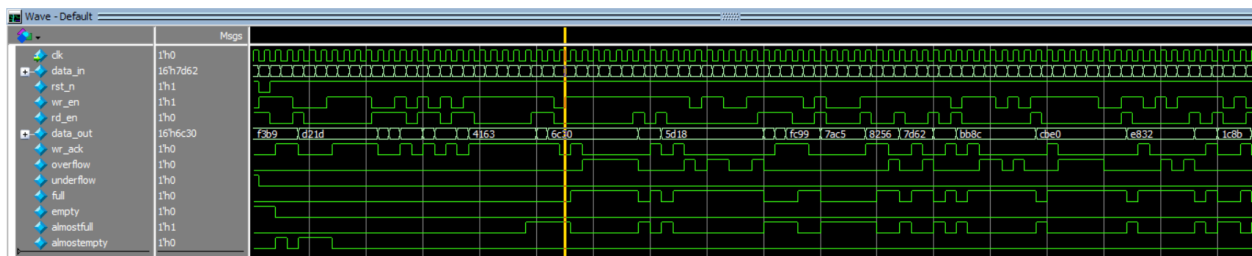 Wave - Default
Msgs
clk 1'h0
data_in 16'h7d62
rst_n 1'h1
wr_en 1'h1
rd_en 1'h0
data_out 16'h6c30 f3b9 d21d 4163 6c30 5d18 fc99 7ac5 8256 7d62 bb8c cbe0 e832 1c8b
wr_ack 1'h0
overflow 1'h0
underflow 1'h0
full 1'h0
empty 1'h0
almostfull 1'h1
almostempty 1'h0